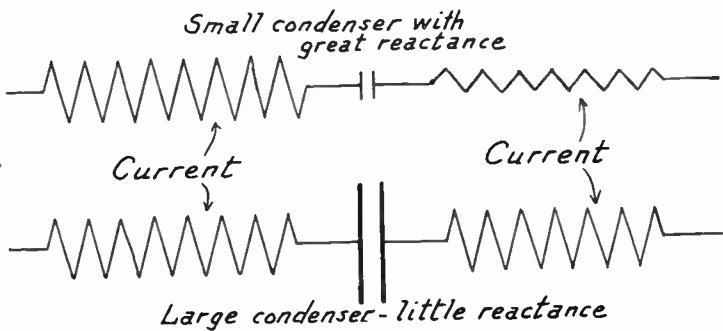 Small condenser with
great reactance
Current
Current
Large condenser - little reactance